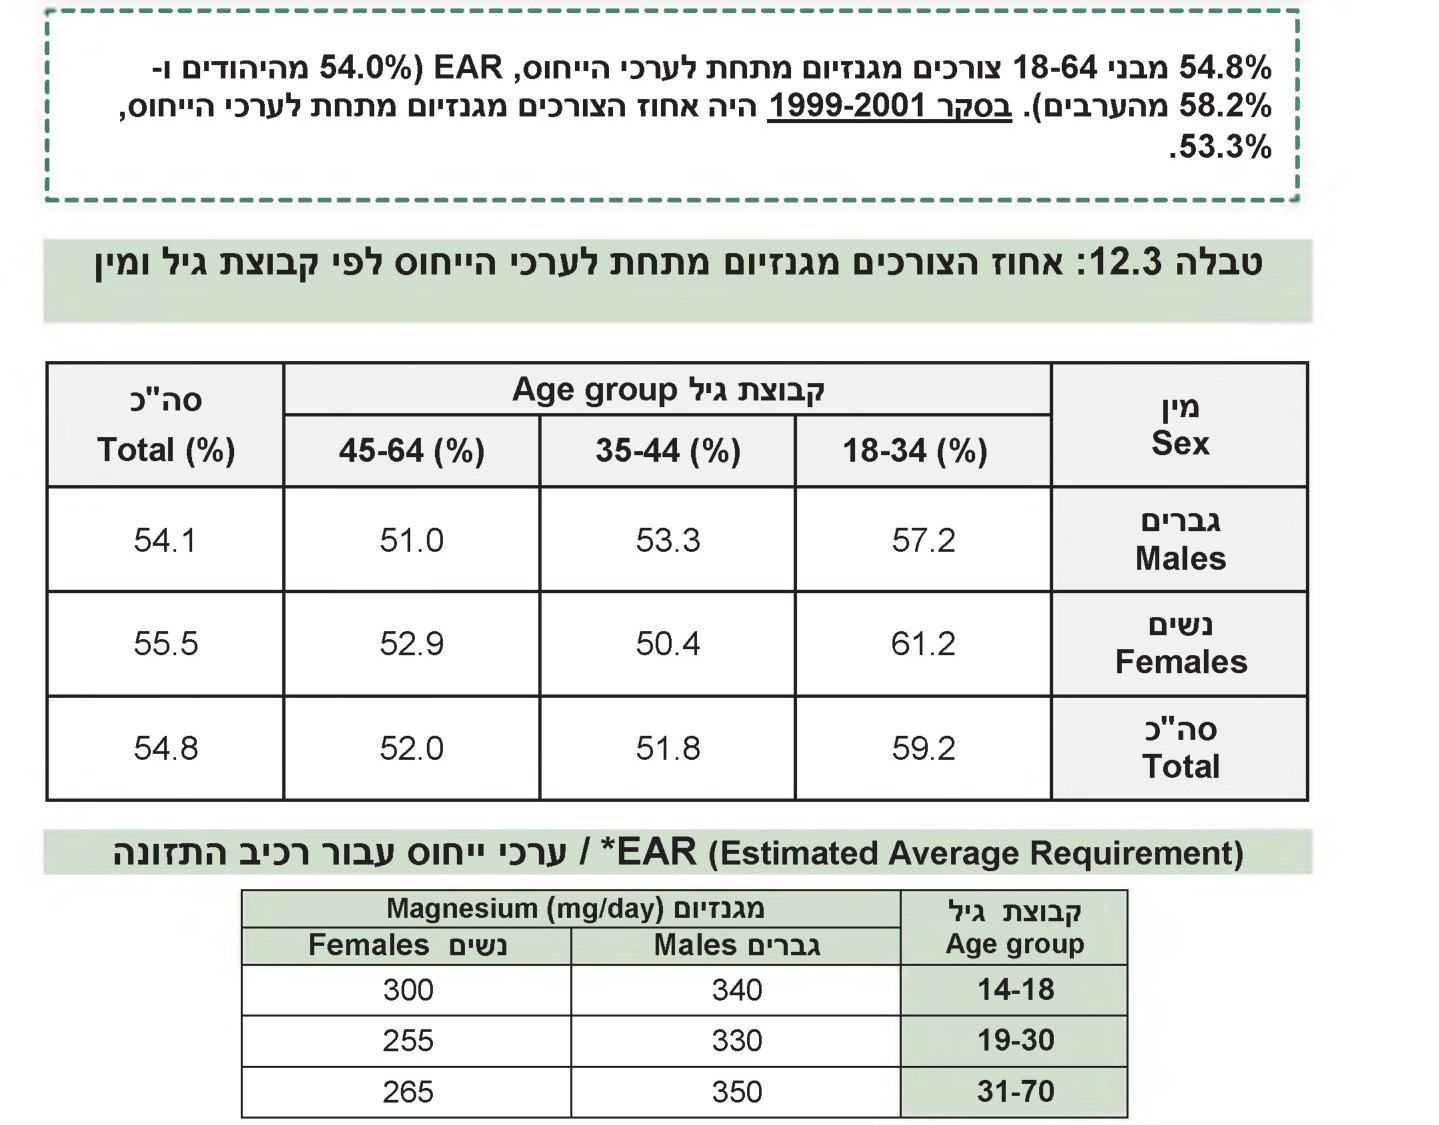 54.8% מבני 18-64 צורכים מגנזיום מתחת לערכי הייחוס, EAR (54.0% מהיהודים ו-
58.2% מהערבים). בסקר 1999-2001 היה אחוז הצורכים מגנזיום מתחת לערכי הייחוס,
53.3%.
טבלה 12.3: אחוז הצורכים מגנזיום מתחת לערכי הייחוס לפי קבוצת גיל ומין
מין
Sex
קבוצת גיל Age group
סה"כ
Total (%)
18-34 (%)
35-44 (%)
45-64 (%)
גברים
Males
57.2
53.3
51.0
54.1
נשים
Females
61.2
50.4
52.9
55.5
סה"כ
Total
59.2
51.8
52.0
54.8
ערכי ייחוס עבור רכיב התזונה / *EAR (Estimated Average Requirement)
קבוצת גיל
Age group
מגנזיום Magnesium (mg/day)
גברים Males
נשים Females
14-18
340
300
19-30
330
255
31-70
350
265